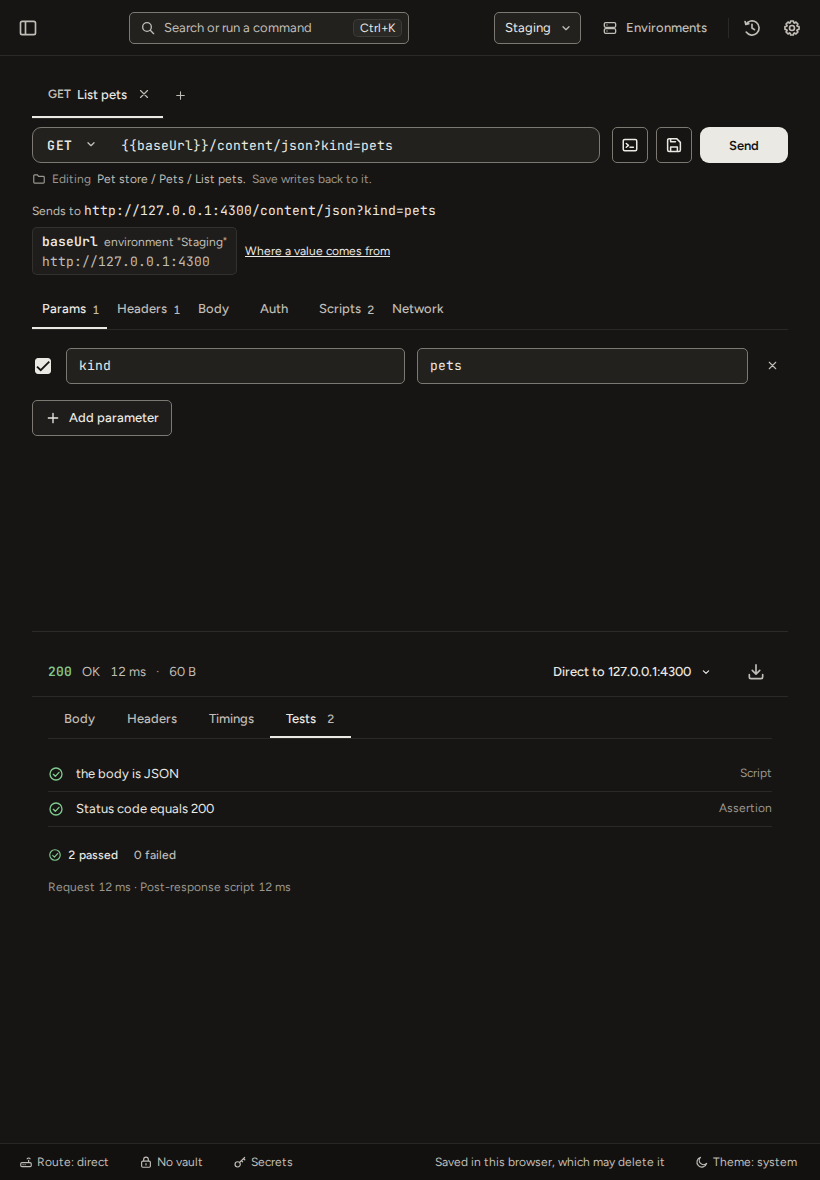 Search or run a command Ctrl+K Staging Environments
GET List pets
GET {{baseUrl}}/content/json?kind=pets Send
Editing Pet store / Pets / List pets. Save writes back to it.
Sends to http://127.0.0.1:4300/content/json?kind=pets
baseUrl environment "Staging"
http://127.0.0.1:4300
Where a value comes from
Params 1 Headers 1 Body Auth Scripts 2 Network
kind pets
Add parameter
200 OK 12 ms · 60 B Direct to 127.0.0.1:4300
Body Headers Timings Tests 2
the body is JSON Script
Status code equals 200 Assertion
2 passed 0 failed
Request 12 ms · Post-response script 12 ms
Route: direct No vault Secrets Saved in this browser, which may delete it Theme: system